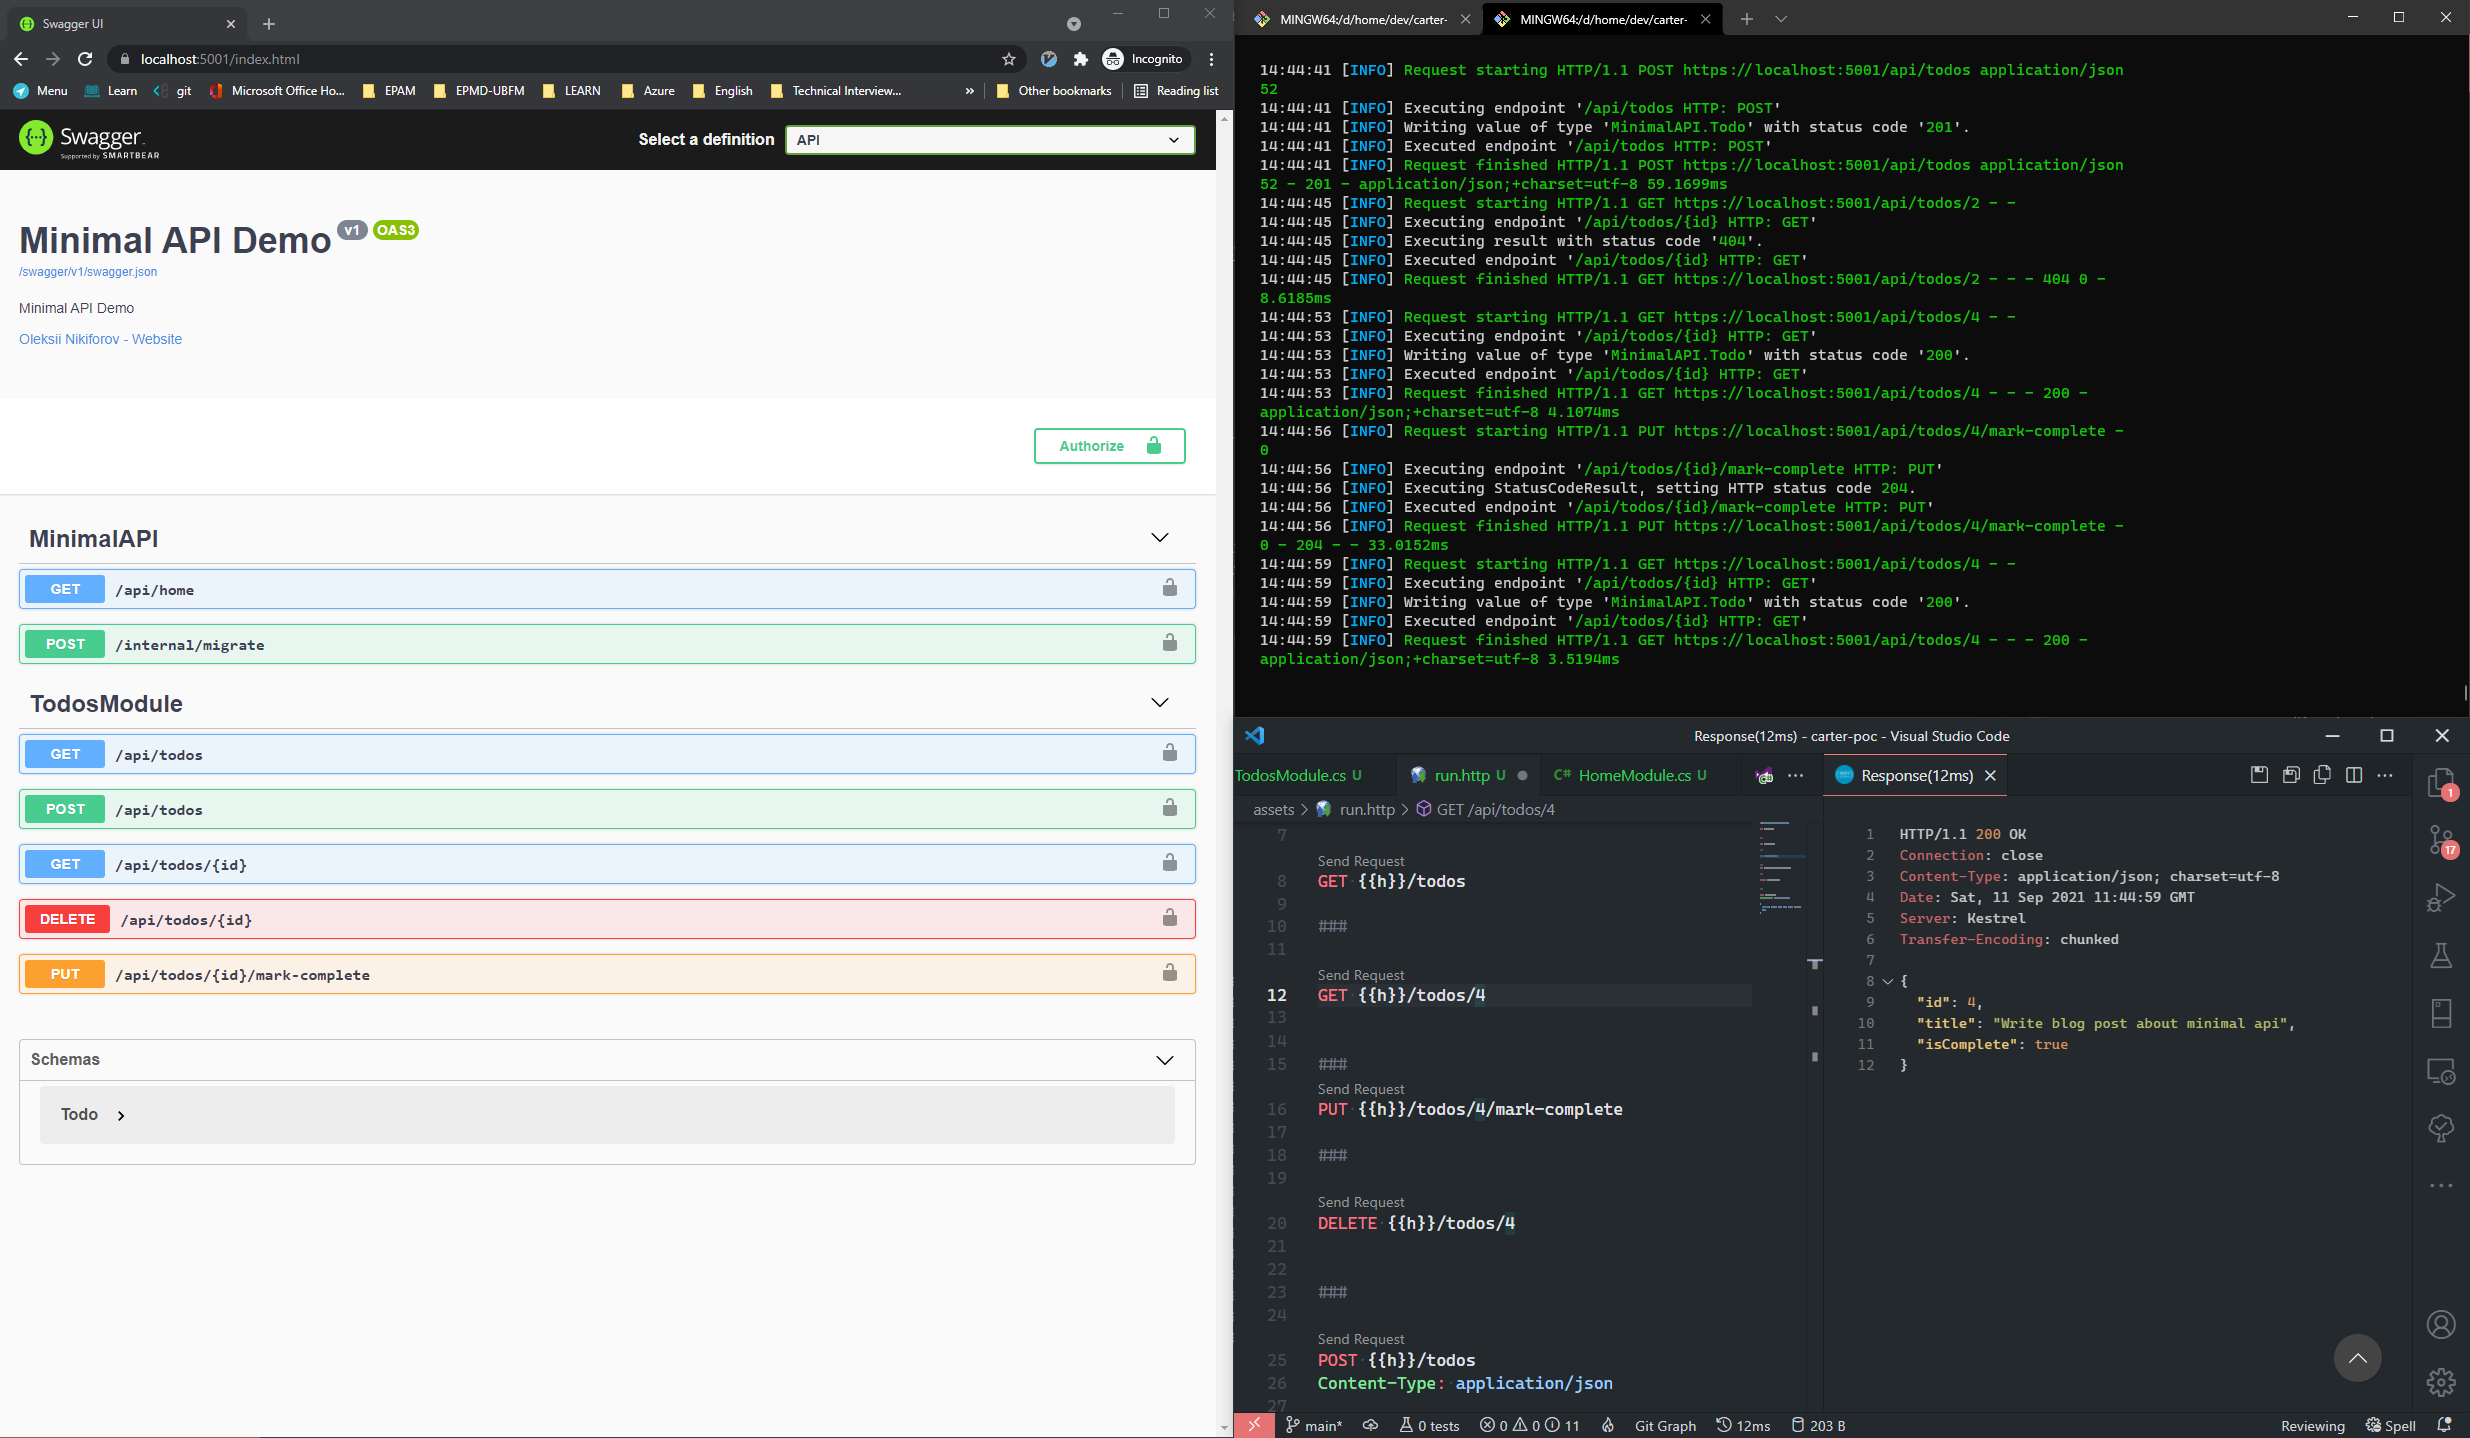 Swagger UI
localhost:5001/index.html
Incognito
Menu Learn git Microsoft Office Ho... EPAM EPMD-UBFM LEARN Azure English Technical Interview... » Other bookmarks Reading list
Swagger
Supported by SMARTBEAR
Select a definition API
Minimal API Demo v1 OAS3
/swagger/v1/swagger.json
Minimal API Demo
Oleksii Nikiforov - Website
Authorize
MinimalAPI
GET /api/home
POST /internal/migrate
TodosModule
GET /api/todos
POST /api/todos
GET /api/todos/{id}
DELETE /api/todos/{id}
PUT /api/todos/{id}/mark-complete
Schemas
Todo
MINGW64:/d/home/dev/carter- MINGW64:/d/home/dev/carter-
14:44:41 [INFO] Request starting HTTP/1.1 POST https://localhost:5001/api/todos application/json
52
14:44:41 [INFO] Executing endpoint '/api/todos HTTP: POST'
14:44:41 [INFO] Writing value of type 'MinimalAPI.Todo' with status code '201'.
14:44:41 [INFO] Executed endpoint '/api/todos HTTP: POST'
14:44:41 [INFO] Request finished HTTP/1.1 POST https://localhost:5001/api/todos application/json
52 - 201 - application/json;+charset=utf-8 59.1699ms
14:44:45 [INFO] Request starting HTTP/1.1 GET https://localhost:5001/api/todos/2 - -
14:44:45 [INFO] Executing endpoint '/api/todos/{id} HTTP: GET'
14:44:45 [INFO] Executing result with status code '404'.
14:44:45 [INFO] Executed endpoint '/api/todos/{id} HTTP: GET'
14:44:45 [INFO] Request finished HTTP/1.1 GET https://localhost:5001/api/todos/2 - - - 404 0 -
8.6185ms
14:44:53 [INFO] Request starting HTTP/1.1 GET https://localhost:5001/api/todos/4 - -
14:44:53 [INFO] Executing endpoint '/api/todos/{id} HTTP: GET'
14:44:53 [INFO] Writing value of type 'MinimalAPI.Todo' with status code '200'.
14:44:53 [INFO] Executed endpoint '/api/todos/{id} HTTP: GET'
14:44:53 [INFO] Request finished HTTP/1.1 GET https://localhost:5001/api/todos/4 - - - 200 -
application/json;+charset=utf-8 4.1074ms
14:44:56 [INFO] Request starting HTTP/1.1 PUT https://localhost:5001/api/todos/4/mark-complete -
0
14:44:56 [INFO] Executing endpoint '/api/todos/{id}/mark-complete HTTP: PUT'
14:44:56 [INFO] Executing StatusCodeResult, setting HTTP status code 204.
14:44:56 [INFO] Executed endpoint '/api/todos/{id}/mark-complete HTTP: PUT'
14:44:56 [INFO] Request finished HTTP/1.1 PUT https://localhost:5001/api/todos/4/mark-complete -
0 - 204 - - 33.0152ms
14:44:59 [INFO] Request starting HTTP/1.1 GET https://localhost:5001/api/todos/4 - -
14:44:59 [INFO] Executing endpoint '/api/todos/{id} HTTP: GET'
14:44:59 [INFO] Writing value of type 'MinimalAPI.Todo' with status code '200'.
14:44:59 [INFO] Executed endpoint '/api/todos/{id} HTTP: GET'
14:44:59 [INFO] Request finished HTTP/1.1 GET https://localhost:5001/api/todos/4 - - - 200 -
application/json;+charset=utf-8 3.5194ms
Response(12ms) - carter-poc - Visual Studio Code
TodosModule.cs U run.http U C# HomeModule.cs U ···
assets > run.http > GET /api/todos/4
7
Send Request
8 GET {{h}}/todos
9
10 ###
11
Send Request
12 GET {{h}}/todos/4
13
14
15 ###
Send Request
16 PUT {{h}}/todos/4/mark-complete
17
18 ###
19
Send Request
20 DELETE {{h}}/todos/4
21
22
23 ###
24
Send Request
25 POST {{h}}/todos
26 Content-Type: application/json
27
Response(12ms)
1 HTTP/1.1 200 OK
2 Connection: close
3 Content-Type: application/json; charset=utf-8
4 Date: Sat, 11 Sep 2021 11:44:59 GMT
5 Server: Kestrel
6 Transfer-Encoding: chunked
7
8 {
9 "id": 4,
10 "title": "Write blog post about minimal api",
11 "isComplete": true
12 }
1
17
main* 0 tests 0 0 11 Git Graph 12ms 203 B Reviewing Spell